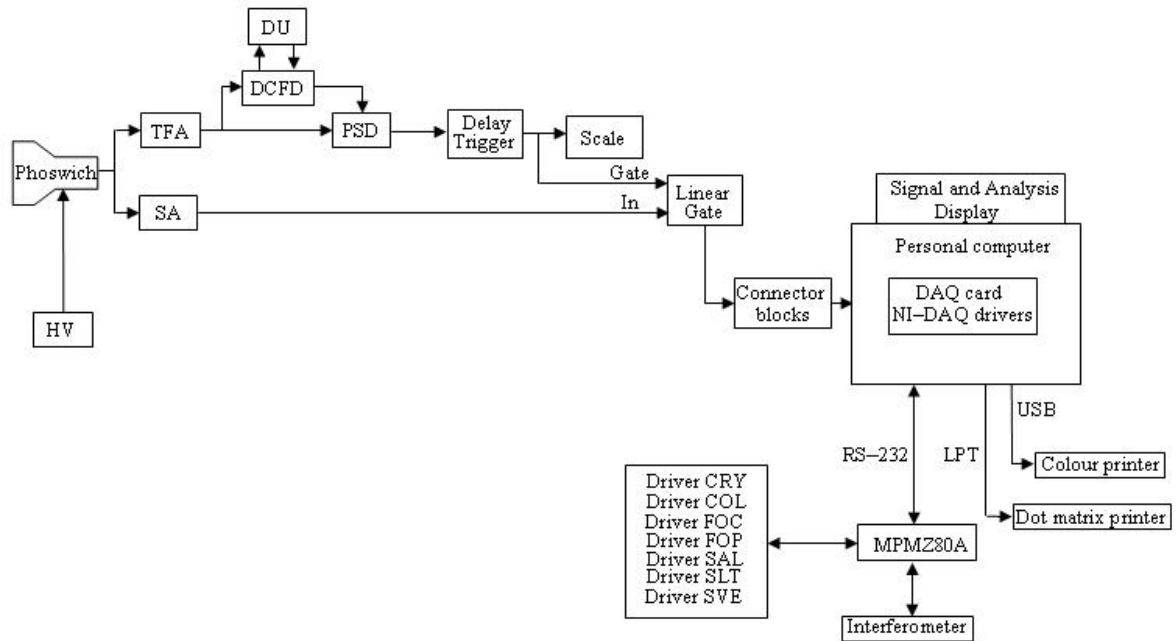 DU
DCFD
TFA
PSD
Delay
Trigger
Scale
Phoswich
Gate
SA
In
Linear
Gate
Signal and Analysis
Display
Personal computer
Connector
blocks
DAQ card
NI–DAQ drivers
HV
USB
RS–232
LPT
Colour printer
Driver CRY
Driver COL
Driver FOC
Driver FOP
Driver SAL
Driver SLT
Driver SVE
Dot matrix printer
MPMZ80A
Interferometer